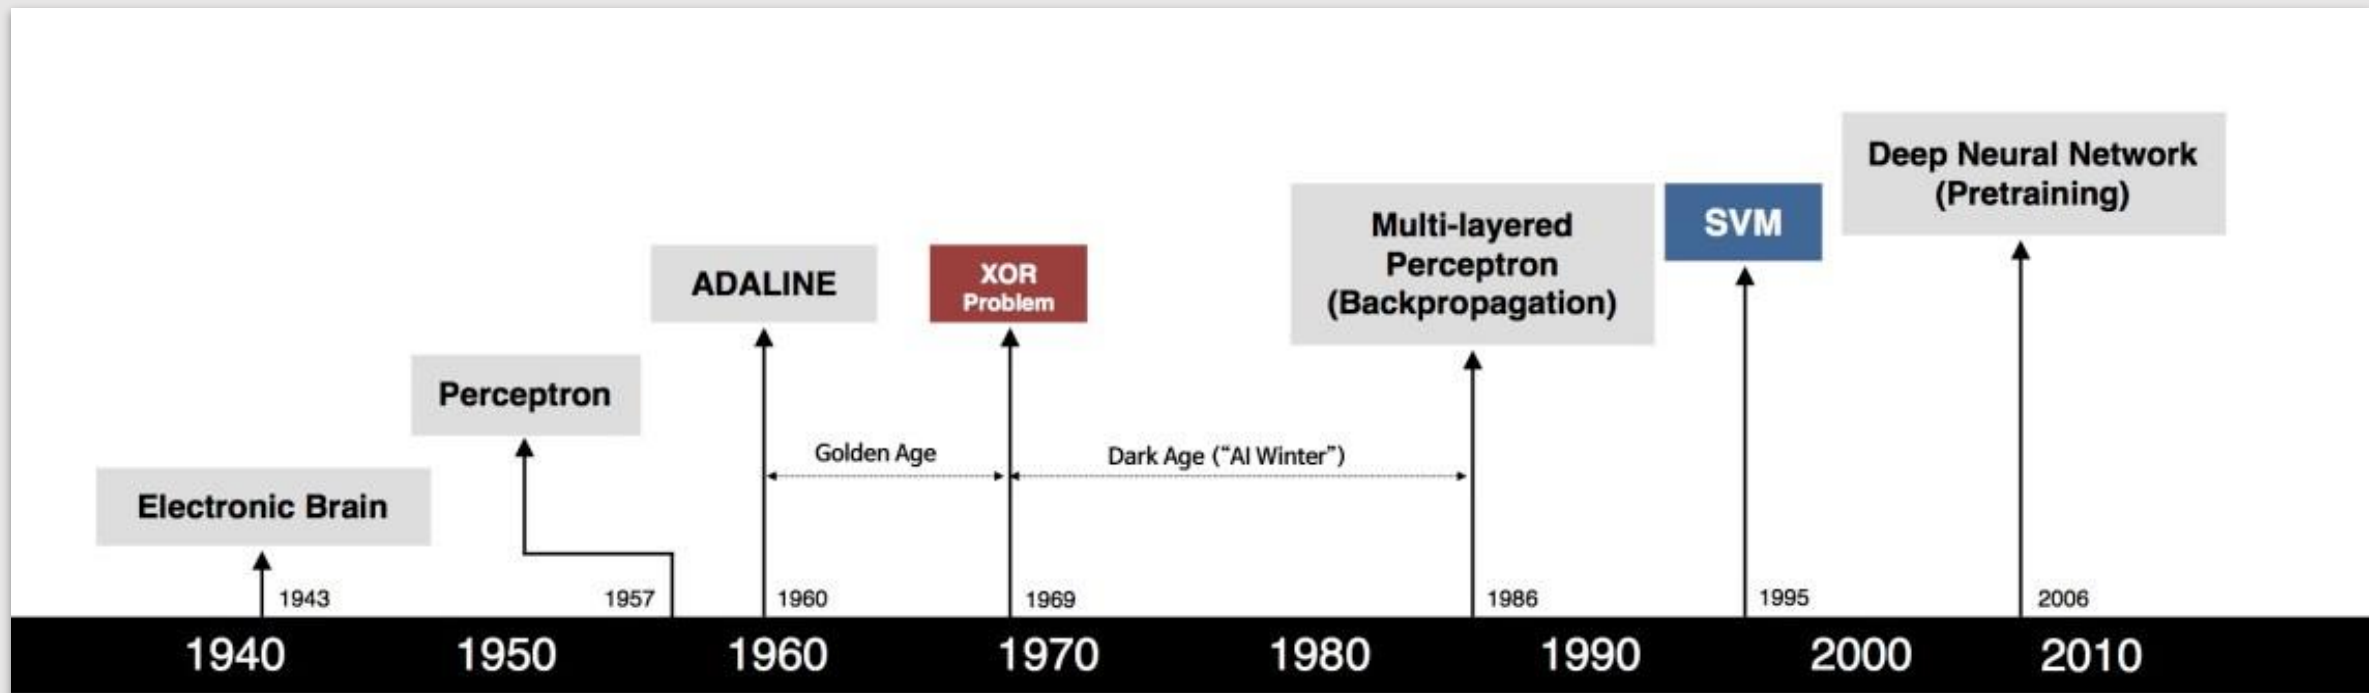 Deep Neural Network
(Pretraining)
Multi-layered
Perceptron
(Backpropagation)
SVM
ADALINE
XOR
Problem
Perceptron
Golden Age
Dark Age (“AI Winter”)
Electronic Brain
1943
1957
1960
1969
1986
1995
2006
1940
1950
1960
1970
1980
1990
2000
2010